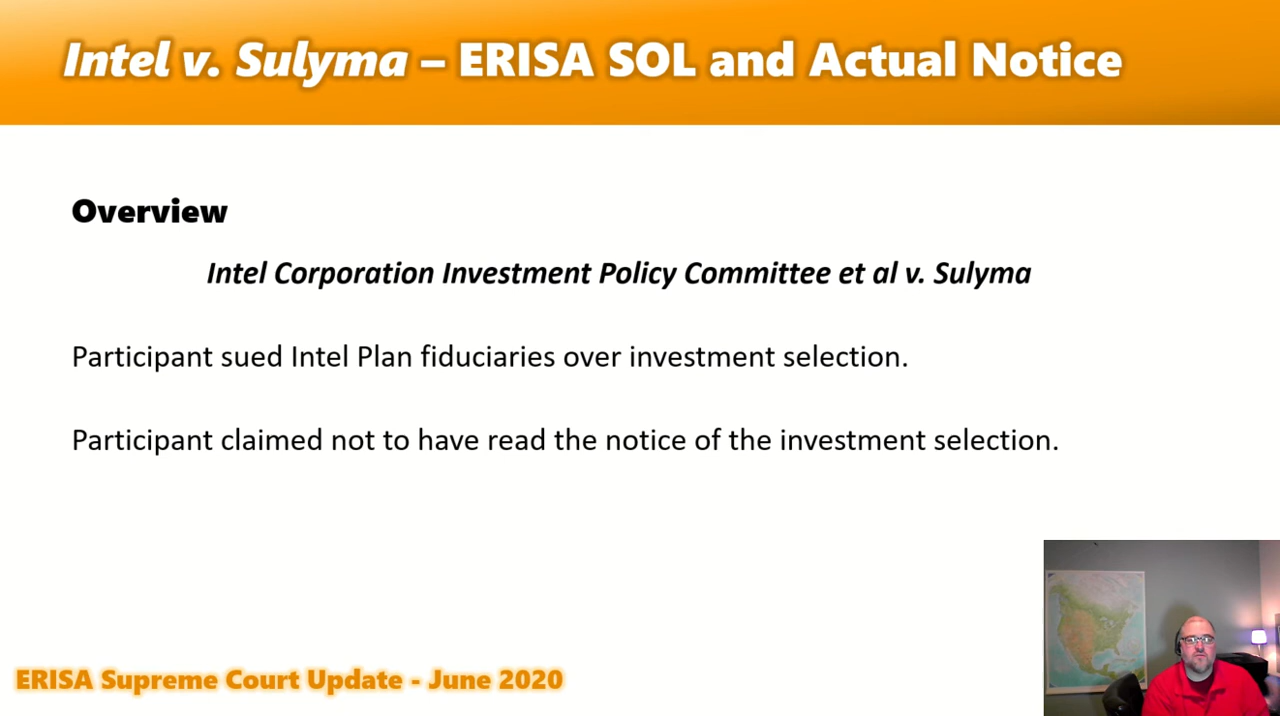 Intel v. Sulyma – ERISA SOL and Actual Notice
Overview
Intel Corporation Investment Policy Committee et al v. Sulyma
Participant sued Intel Plan fiduciaries over investment selection.
Participant claimed not to have read the notice of the investment selection.
ERISA Supreme Court Update - June 2020